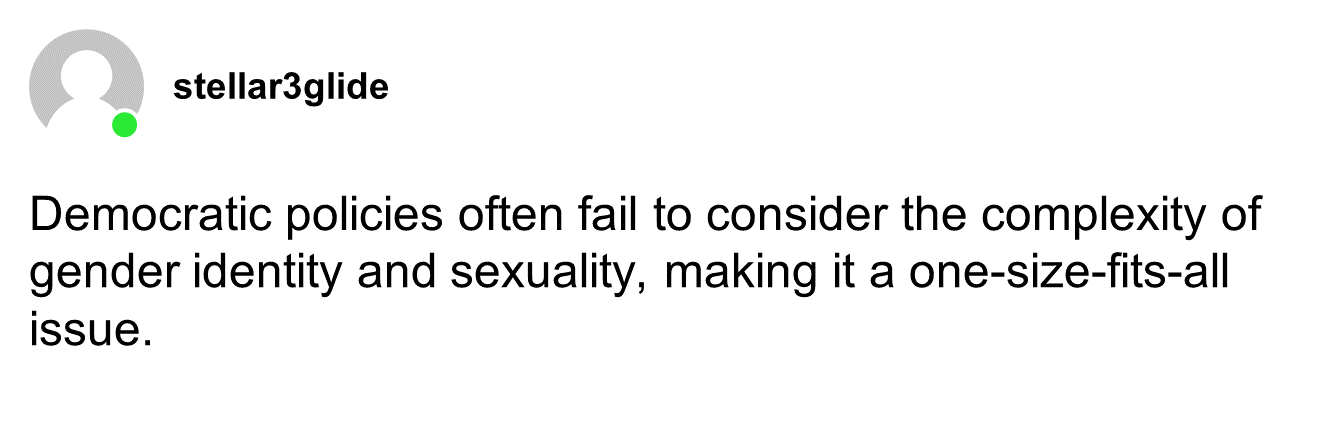 stellar3glide
Democratic policies often fail to consider the complexity of
gender identity and sexuality, making it a one-size-fits-all
issue.